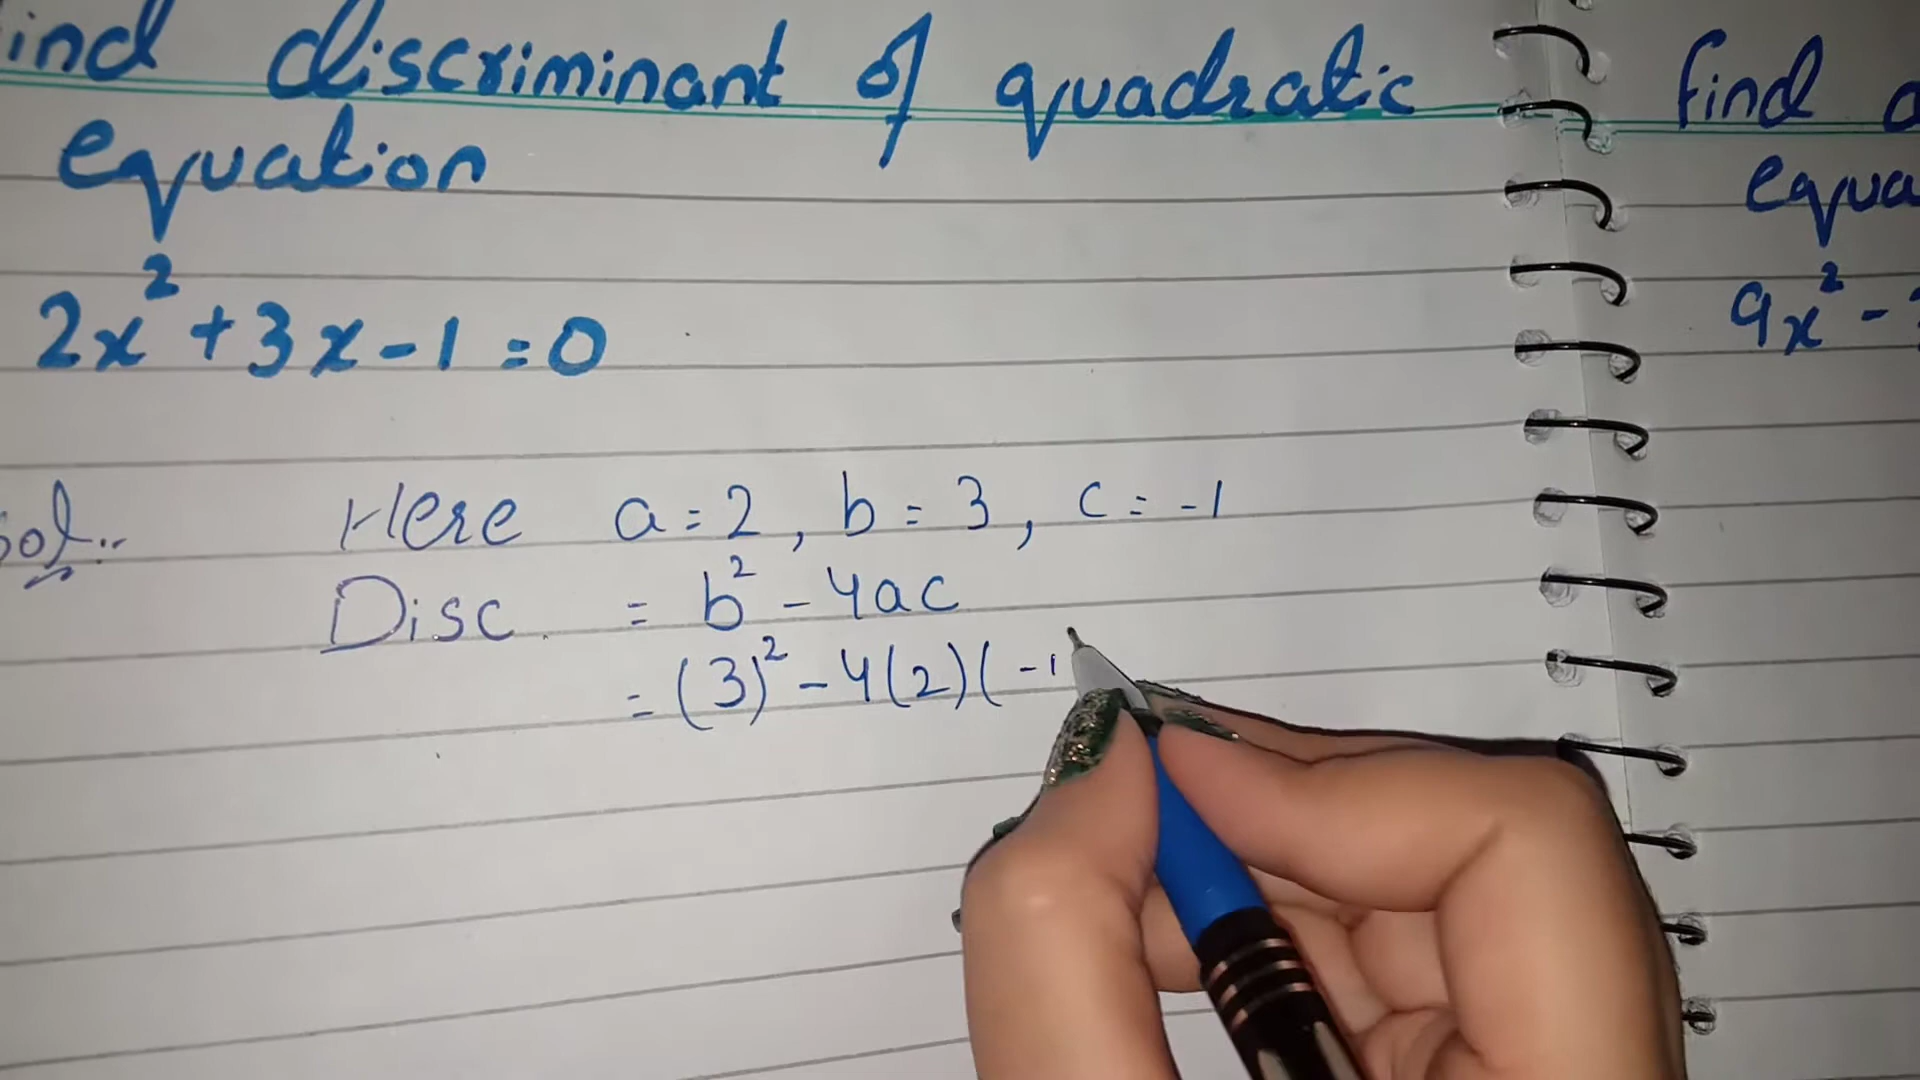 ind discriminant of quadratic
equation
2x² + 3x - 1 = 0
Sol..
Here a = 2, b = 3, c = -1
Disc. = b² - 4ac
= (3)² - 4(2)( -1
find
equa
9x² -